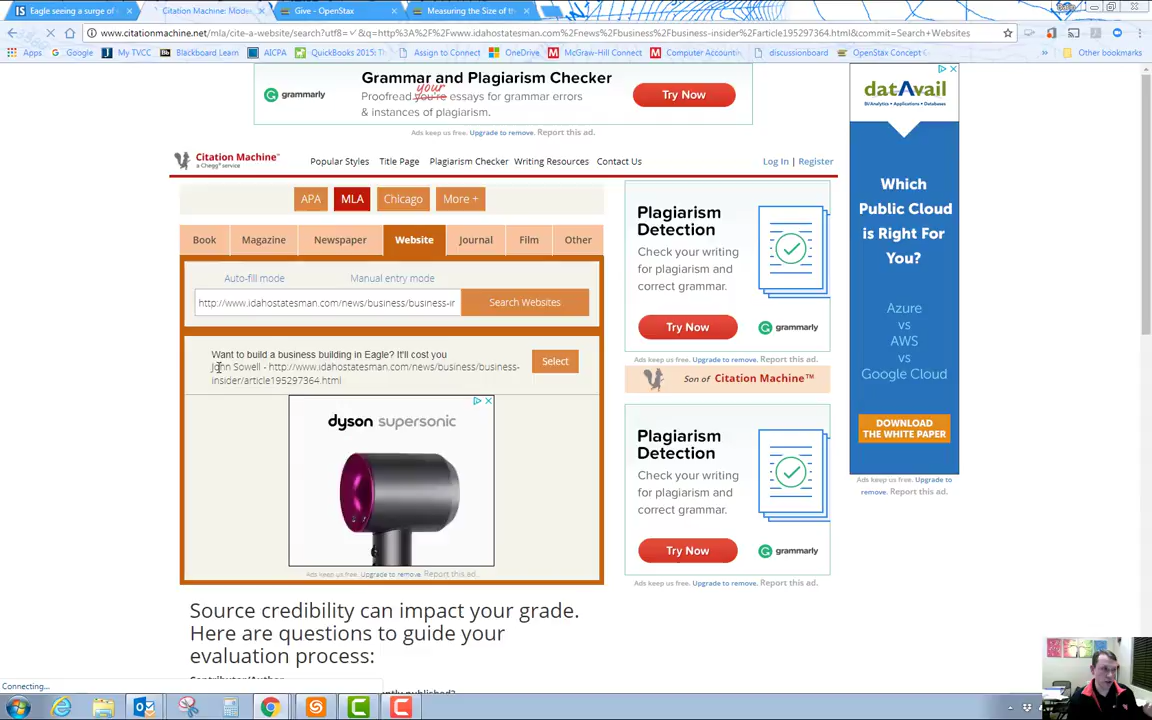 Eagle seeing a surge of
Citation Machine: Mode
Give - OpenStax
Measuring the Size of th
www.citationmachine.net/mla/cite-a-website/search?utf8=✓&q=http%3A%2F%2Fwww.idahostatesman.com%2Fnews%2Fbusiness%2Fbusiness-insider%2Farticle195297364.html&commit=Search+Websites
Apps
Google
My TVCC
Blackboard Learn
AICPA
QuickBooks 2015: T
Assign to Connect
OneDrive
McGraw-Hill Connect
Computer Accountin
discussionboard
OpenStax Concept C
Other bookmarks
grammarly
Grammar and Plagiarism Checker
your
Proofread you're essays for grammar errors
& instances of plagiarism.
Try Now
Ads keep us free. Upgrade to remove. Report this ad.
Citation Machine™
a Chegg service
Popular Styles
Title Page
Plagiarism Checker
Writing Resources
Contact Us
Log In | Register
APA
MLA
Chicago
More +
Book
Magazine
Newspaper
Website
Journal
Film
Other
Auto-fill mode
Manual entry mode
http://www.idahostatesman.com/news/business/business-ir
Search Websites
Want to build a business building in Eagle? It'll cost you
John Sowell - http://www.idahostatesman.com/news/business/business-
insider/article195297364.html
Select
dyson supersonic
Ads keep us free. Upgrade to remove. Report this ad.
Source credibility can impact your grade.
Here are questions to guide your
evaluation process:
Plagiarism
Detection
Check your writing
for plagiarism and
correct grammar.
Try Now
grammarly
Ads keep us free. Upgrade to remove. Report this ad.
Son of Citation Machine™
Plagiarism
Detection
Check your writing
for plagiarism and
correct grammar.
Try Now
grammarly
Ads keep us free. Upgrade to remove. Report this ad.
datAvail
BI/Analytics • Applications • Databases
Which
Public Cloud
is Right For
You?
Azure
vs
AWS
vs
Google Cloud
DOWNLOAD
THE WHITE PAPER
Ads keep us free. Upgrade to
remove. Report this ad.
Connecting...